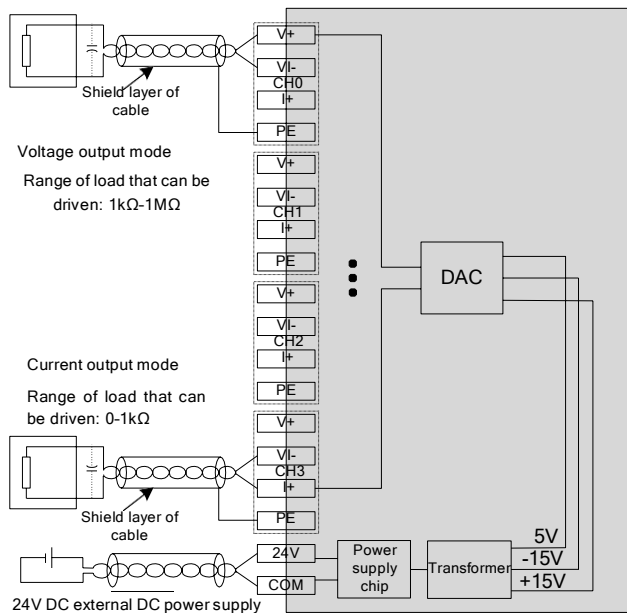 V+
VI-
CH0
I+
PE
Shield layer of
cable
Voltage output mode
Range of load that can be
driven: 1kΩ-1MΩ
V+
VI-
CH1
I+
PE
DAC
V+
VI-
CH2
I+
PE
Current output mode
Range of load that can
be driven: 0-1kΩ
V+
VI-
CH3
I+
PE
Shield layer of
cable
24V
COM
Power
supply
chip
Transformer
5V
-15V
+15V
24V DC external DC power supply